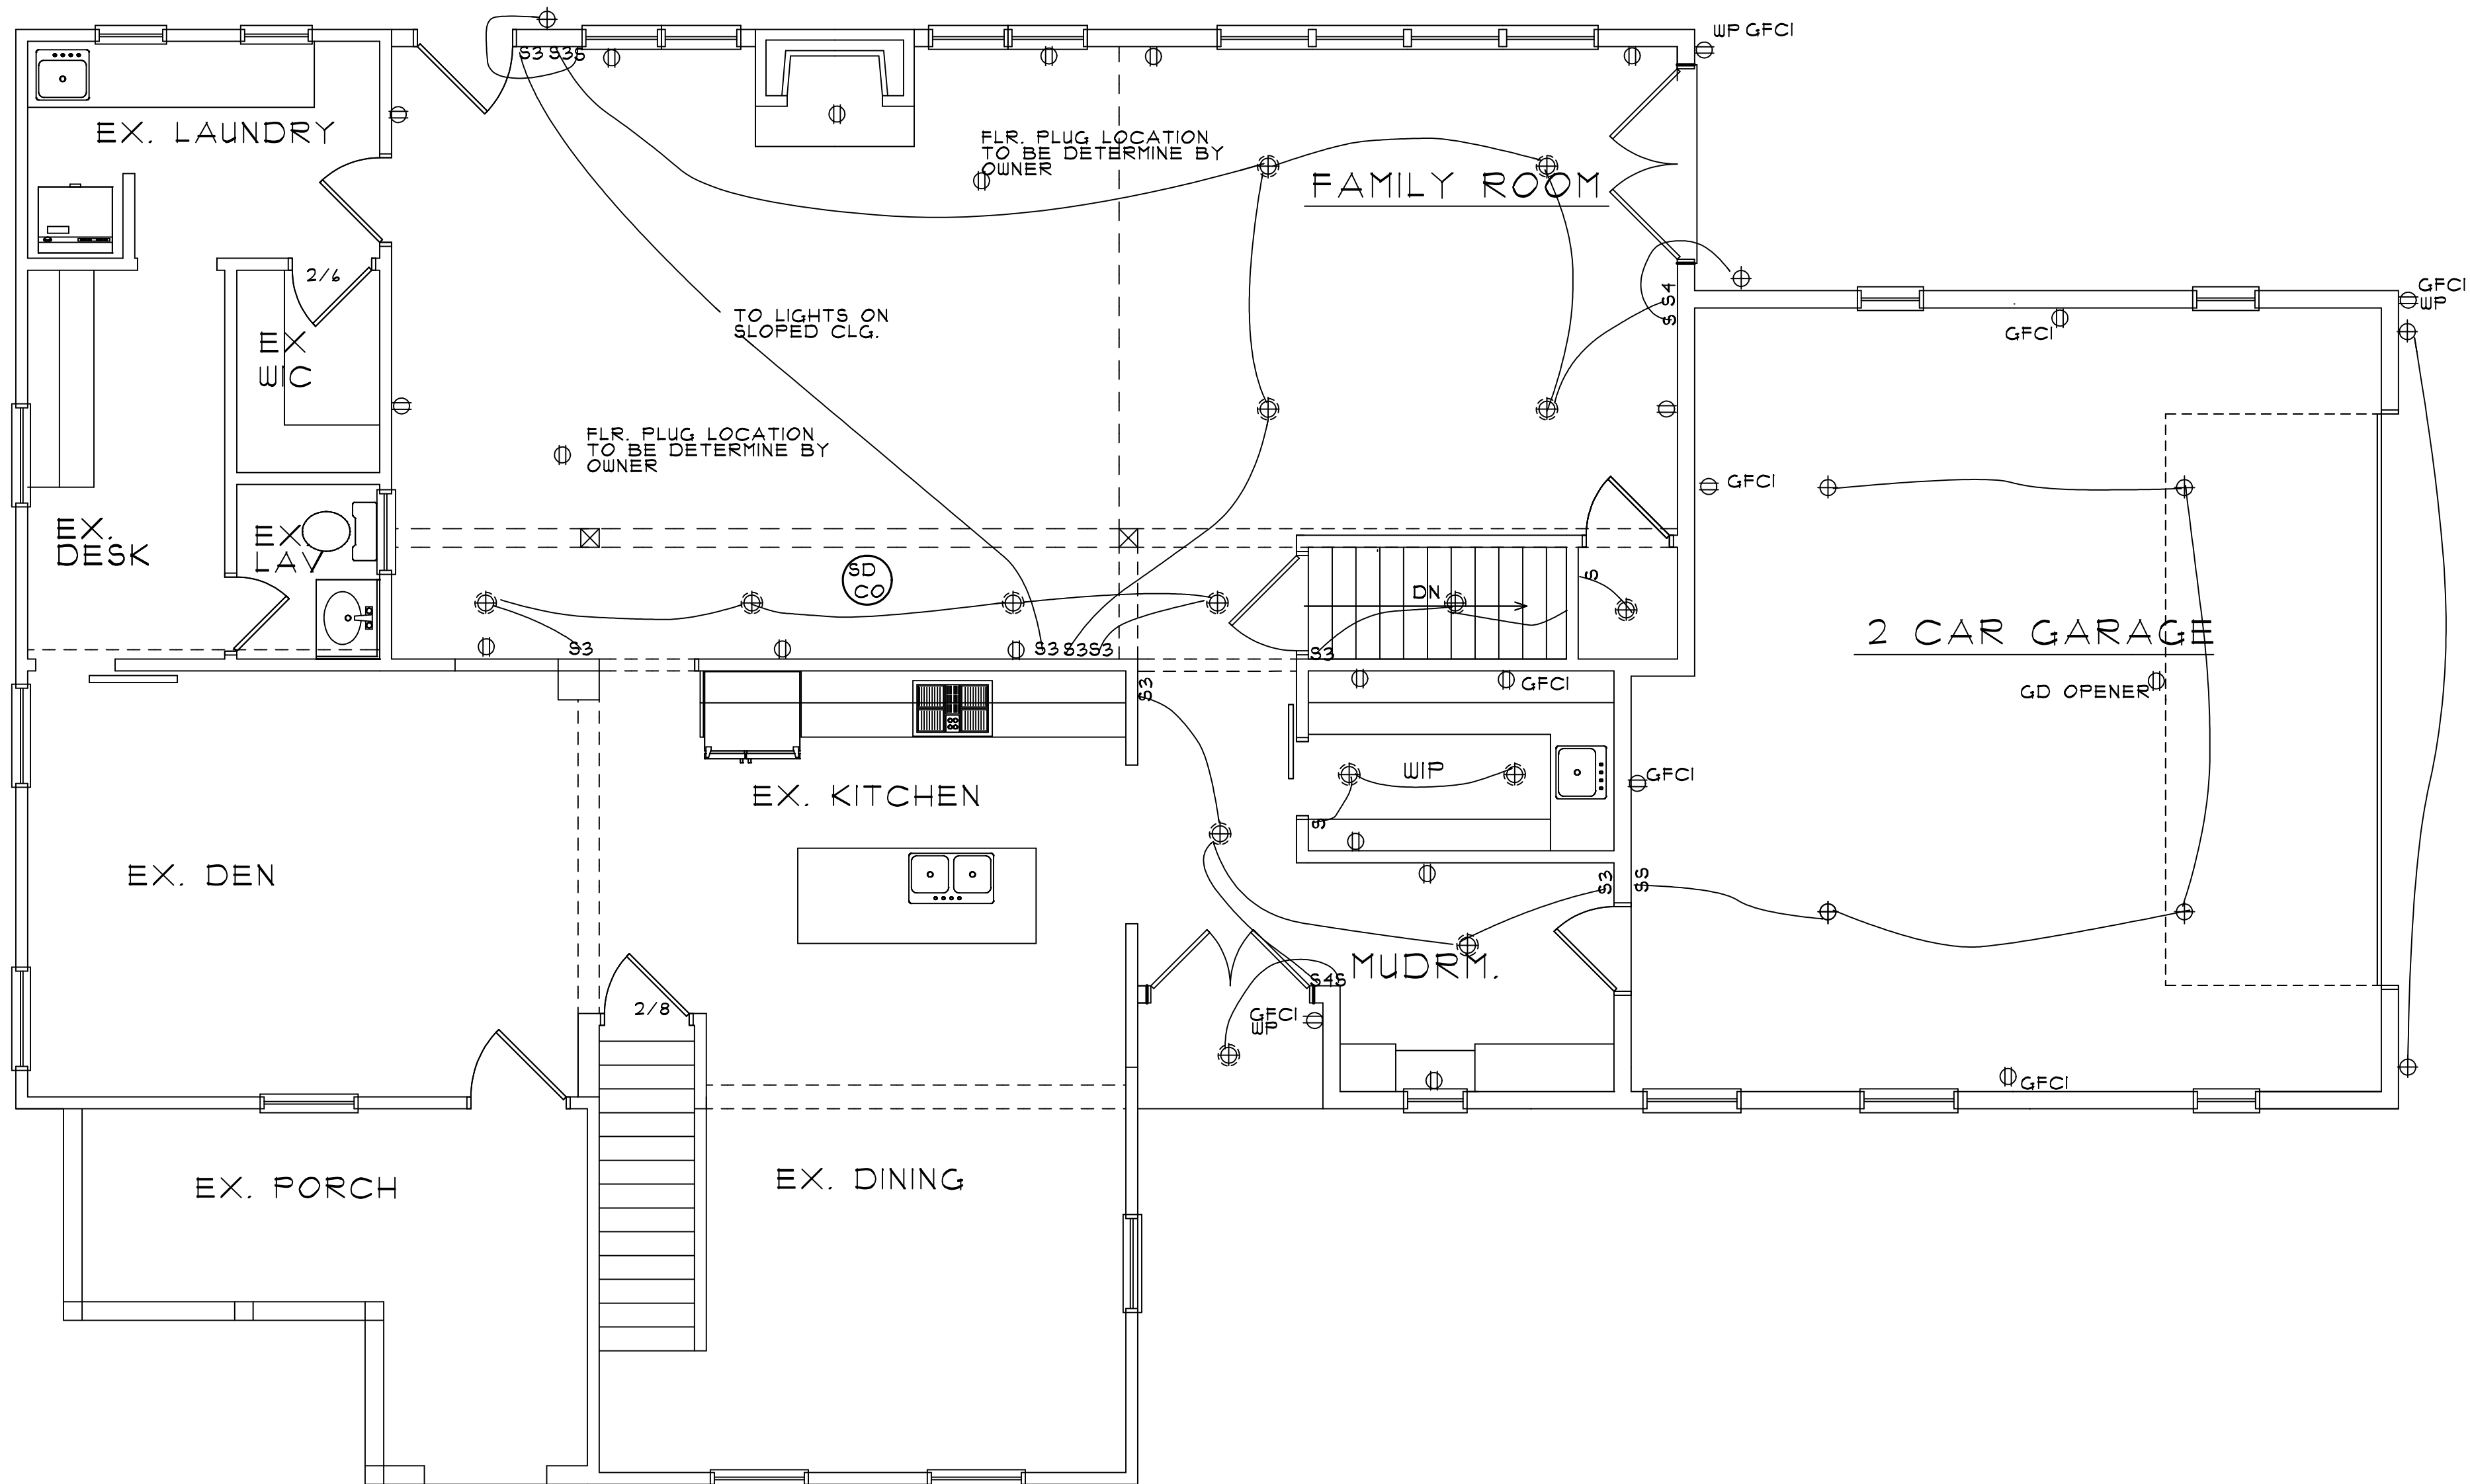 WP GFCI
S3 S3S
EX. LAUNDRY
FLR. PLUG LOCATION
TO BE DETERMINE BY
OWNER
FAMILY ROOM
2/6
S S4
GFCI
WP
TO LIGHTS ON
SLOPED CLG.
GFCI
EX
WIC
FLR. PLUG LOCATION
TO BE DETERMINE BY
OWNER
GFCI
EX.
DESK
EX.
LAV
SD
CO
DN
S
S3
S3
S3S3
S3
2 CAR GARAGE
S3
GFCI
GD OPENER
WIP
GFCI
EX. KITCHEN
S
EX. DEN
S3
SS
MUDRM.
S4S
2/8
GFCI
WP
GFCI
EX. PORCH
EX. DINING